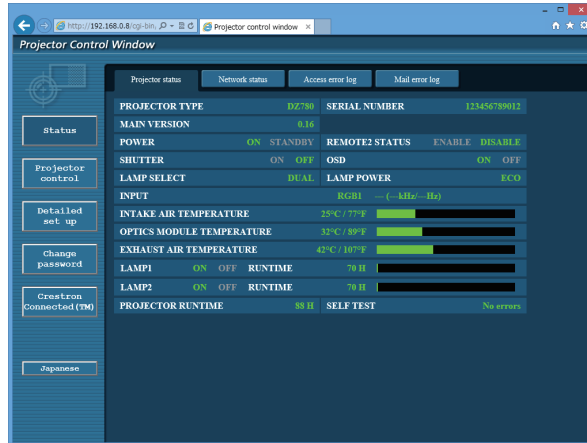 http://192.168.0.8/cgi-bin, Projector control window
Projector Control Window
Projector status Network status Access error log Mail error log
PROJECTOR TYPE DZ780 SERIAL NUMBER 123456789012
MAIN VERSION 0.16
Status
POWER ON STANDBY REMOTE2 STATUS ENABLE DISABLE
SHUTTER ON OFF OSD ON OFF
Projector control
LAMP SELECT DUAL LAMP POWER ECO
INPUT RGB1 --- (---kHz/---Hz)
Detailed set up
INTAKE AIR TEMPERATURE 25°C / 77°F
OPTICS MODULE TEMPERATURE 32°C / 89°F
Change password
EXHAUST AIR TEMPERATURE 42°C / 107°F
LAMP1 ON OFF RUNTIME 70 H
LAMP2 ON OFF RUNTIME 70 H
Crestron Connected(TM)
PROJECTOR RUNTIME 88 H SELF TEST No errors
Japanese